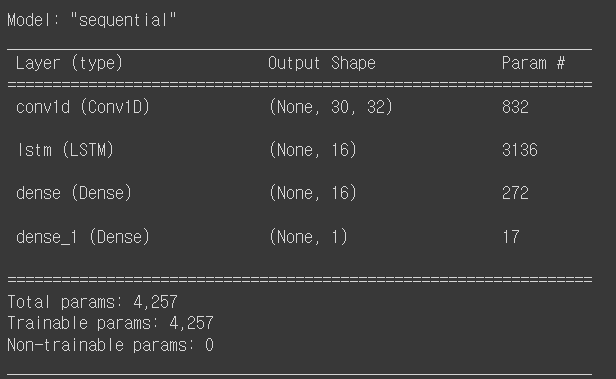 Model: "sequential"
_________________________________________________________________
Layer (type)                Output Shape              Param #
=================================================================
conv1d (Conv1D)             (None, 30, 32)            832
lstm (LSTM)                 (None, 16)                3136
dense (Dense)               (None, 16)                272
dense_1 (Dense)             (None, 1)                 17
=================================================================
Total params: 4,257
Trainable params: 4,257
Non-trainable params: 0
_________________________________________________________________